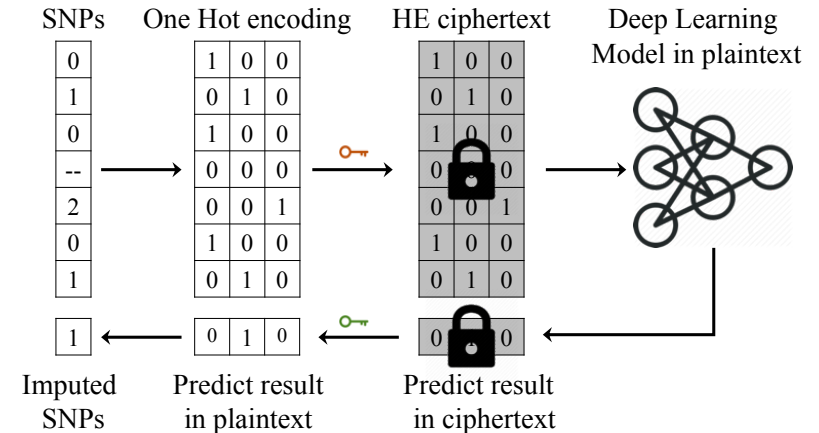 SNPs One Hot encoding HE ciphertext Deep Learning
Model in plaintext
0 1 0 0 1 0 0
1 0 1 0 0 1 0
0 1 0 0 1 0 0
-- 0 0 0 0 0
2 0 0 1 0 0 1
0 1 0 0 1 0 0
1 0 1 0 0 1 0
1 0 1 0 0 0
Imputed Predict result Predict result
SNPs in plaintext in ciphertext